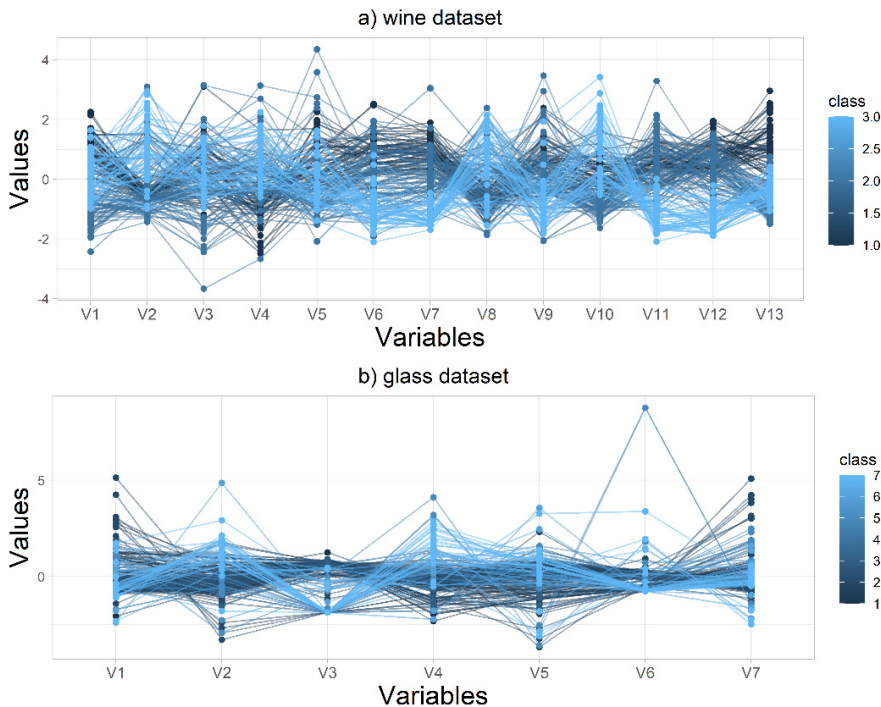 a) wine dataset
4
2
0
-2
-4
Values
V1 V2 V3 V4 V5 V6 V7 V8 V9 V10 V11 V12 V13
Variables
class
3.0
2.5
2.0
1.5
1.0
b) glass dataset
5
0
Values
V1 V2 V3 V4 V5 V6 V7
Variables
class
7
6
5
4
3
2
1